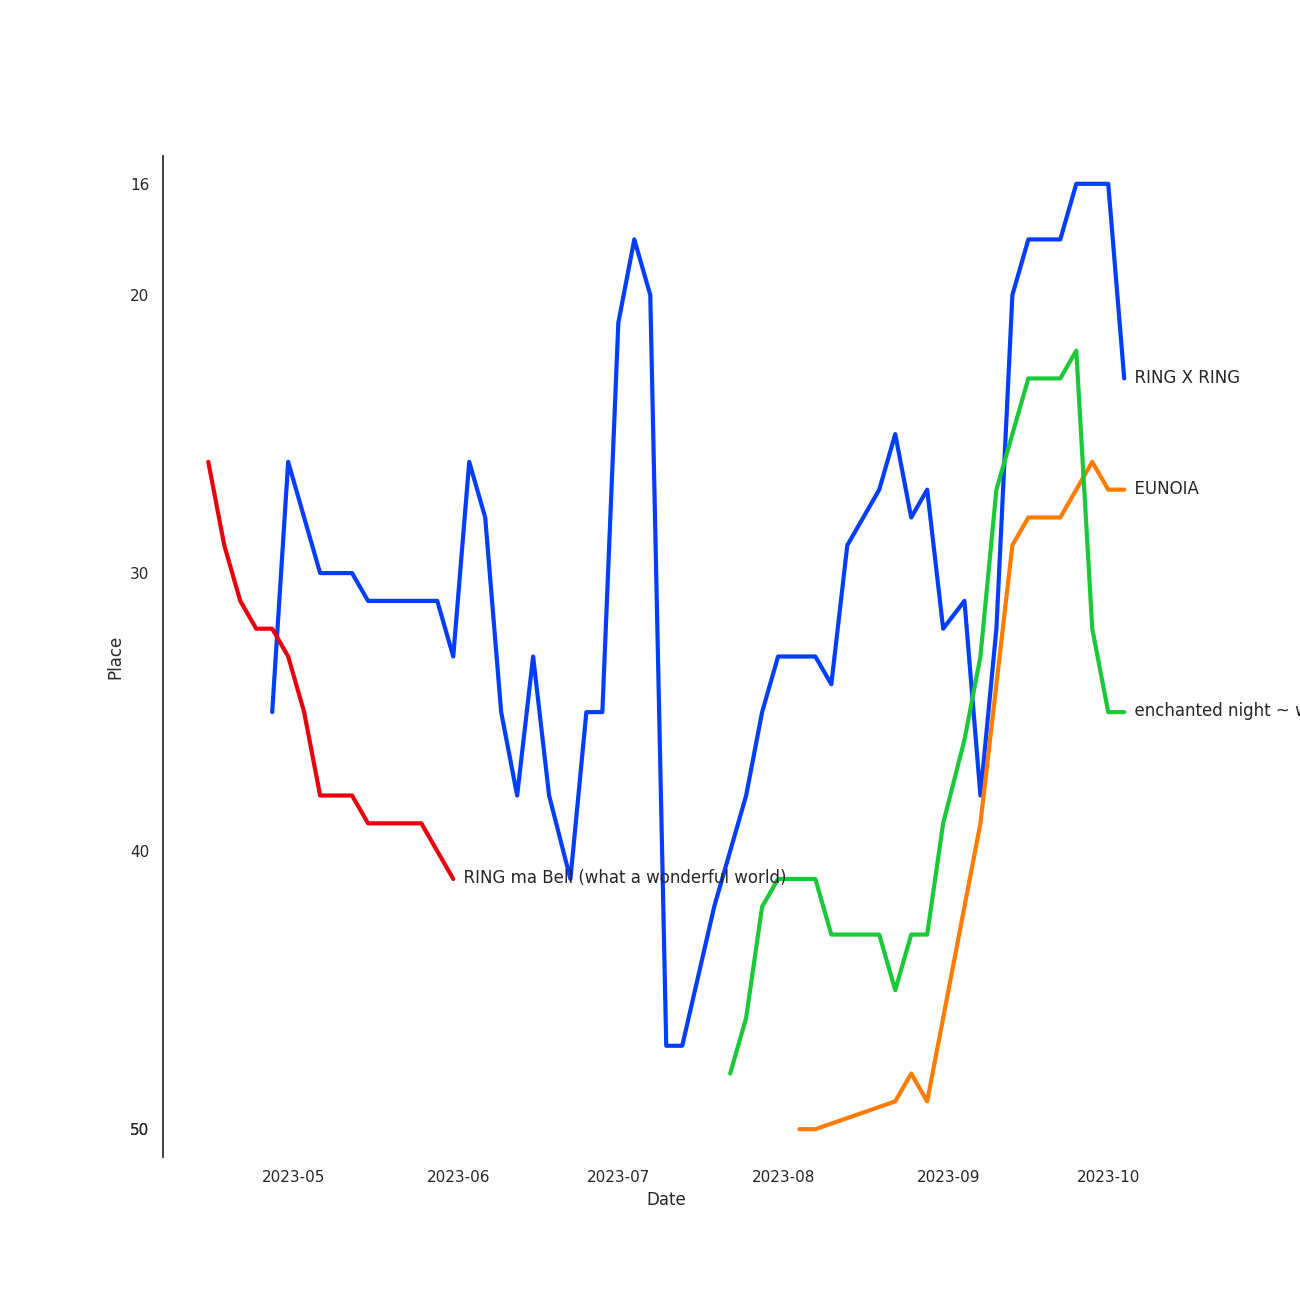 16
20
30
40
50
Place
RING X RING
EUNOIA
enchanted night ~
RING ma Bell (what a wonderful world)
2023-05 2023-06 2023-07 2023-08 2023-09 2023-10
Date